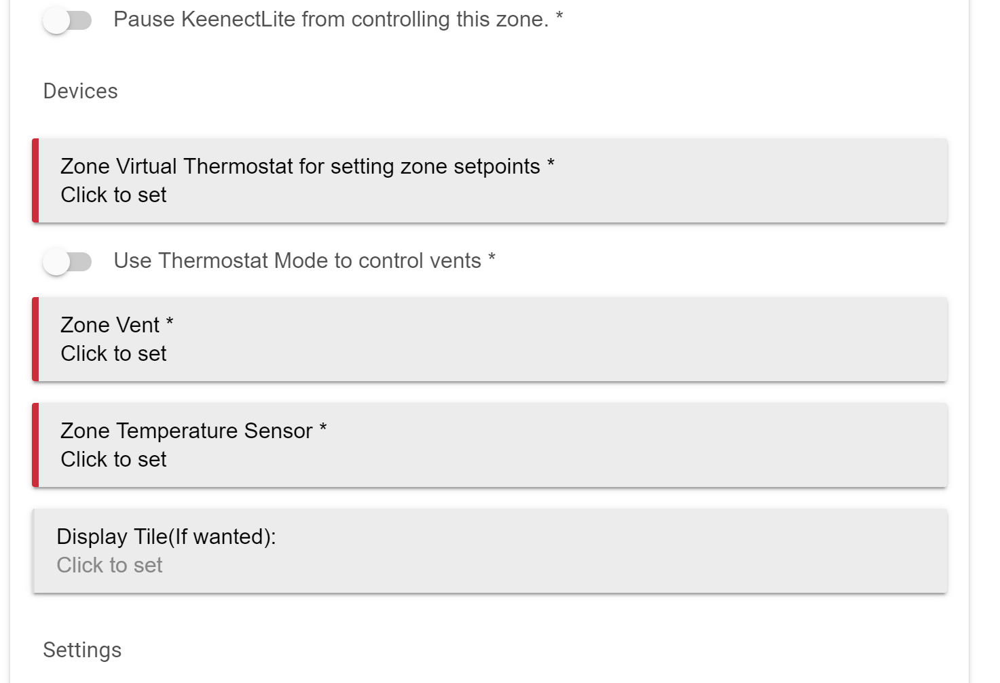 Pause KeenectLite from controlling this zone. *
Devices
Zone Virtual Thermostat for setting zone setpoints *
Click to set
Use Thermostat Mode to control vents *
Zone Vent *
Click to set
Zone Temperature Sensor *
Click to set
Display Tile(If wanted):
Click to set
Settings